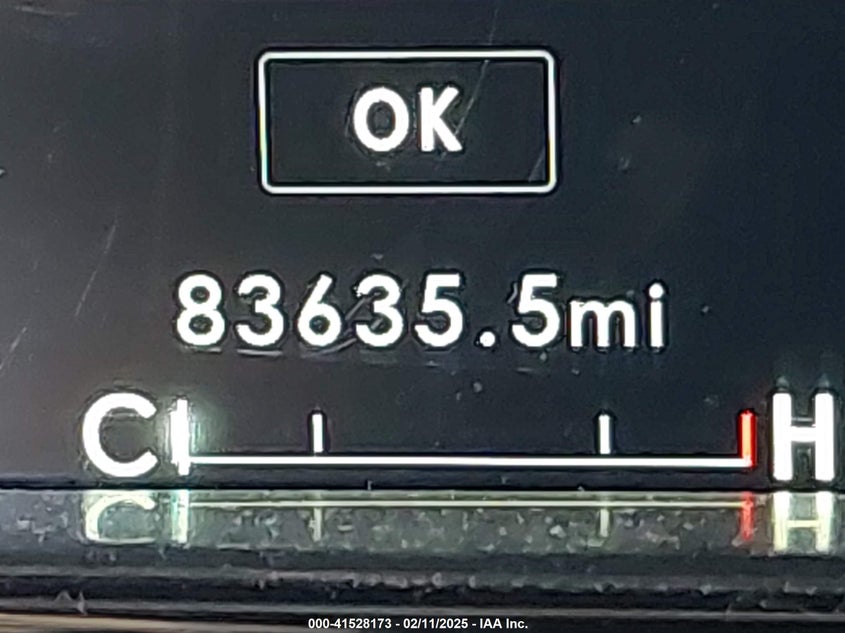 OK
83635.5mi
C H
000-41528173 - 02/11/2025 - IAA Inc.